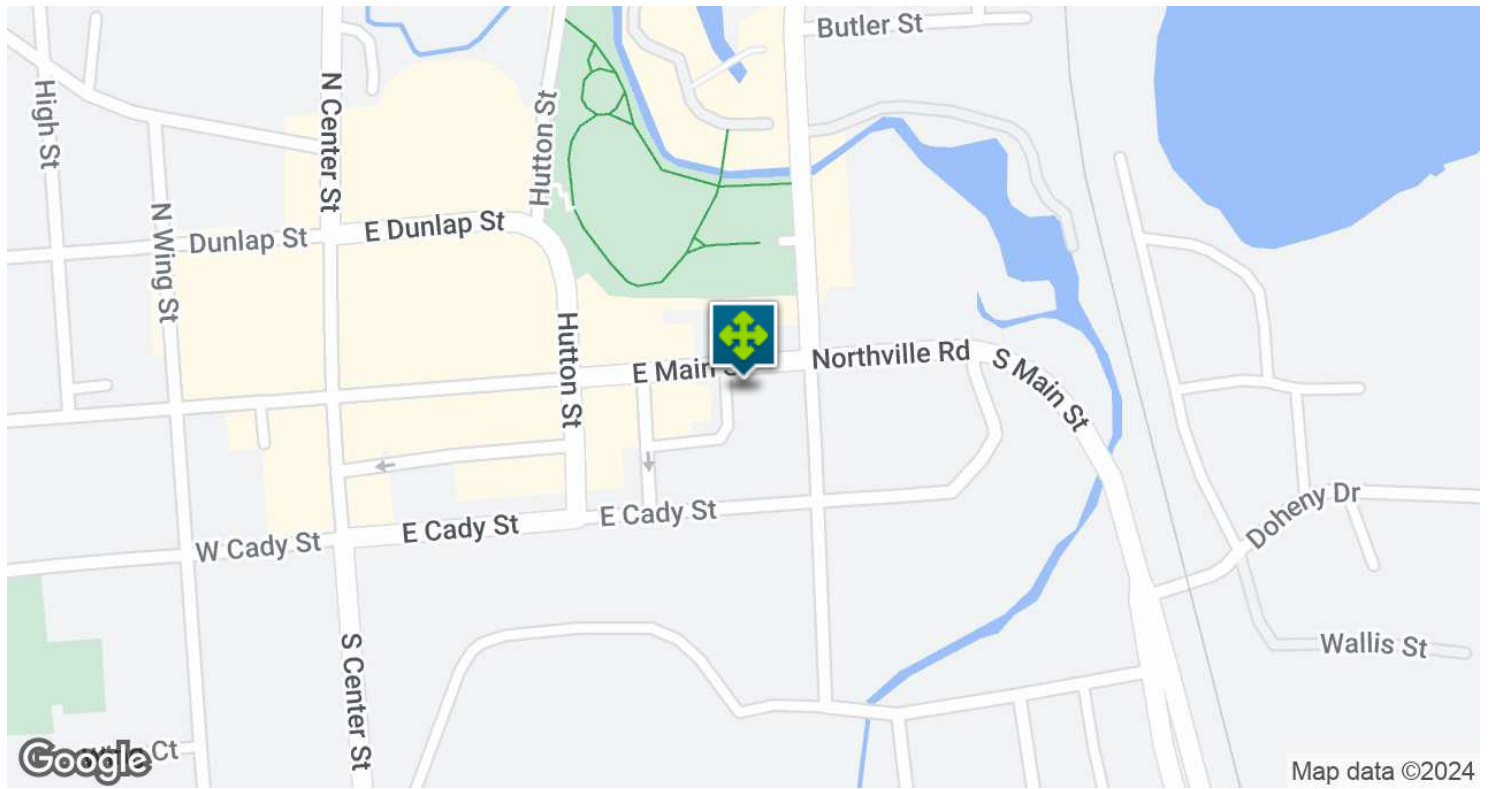 Butler St
High St
N Center St
Hutton St
N Wing St
Dunlap St
E Dunlap St
Hutton St
E Main
Northville Rd
S Main St
E Cady St
E Cady St
W Cady St
Doheny Dr
S Center St
Wallis St
Ct
Google
Map data ©2024